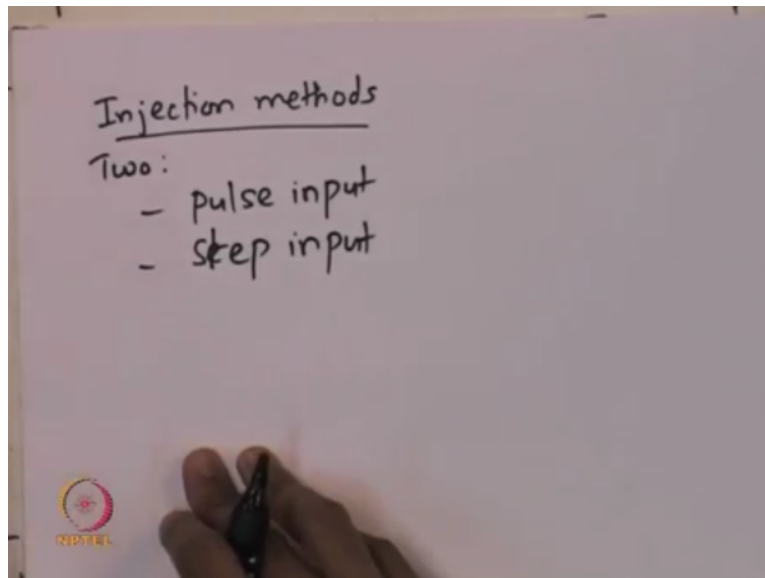 Injection methods
Two:
- pulse input
- step input
NPTEL